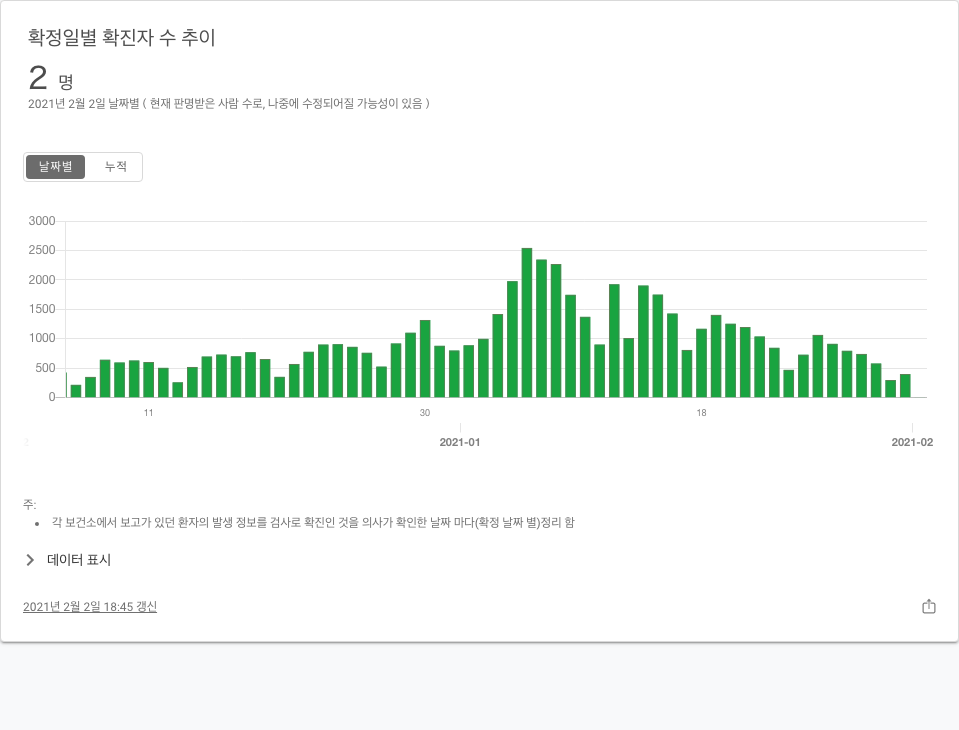 확정일별 확진자 수 추이
2 명
2021년 2월 2일 날짜별 ( 현재 판명받은 사람 수로, 나중에 수정되어질 가능성이 있음 )
날짜별 누적
3000
2500
2000
1500
1000
500
0
11 30 18
2 2021-01 2021-02
주:
• 각 보건소에서 보고가 있던 환자의 발생 정보를 검사로 확진인 것을 의사가 확인한 날짜 마다(확정 날짜 별)정리 함
데이터 표시
2021년 2월 2일 18:45 갱신